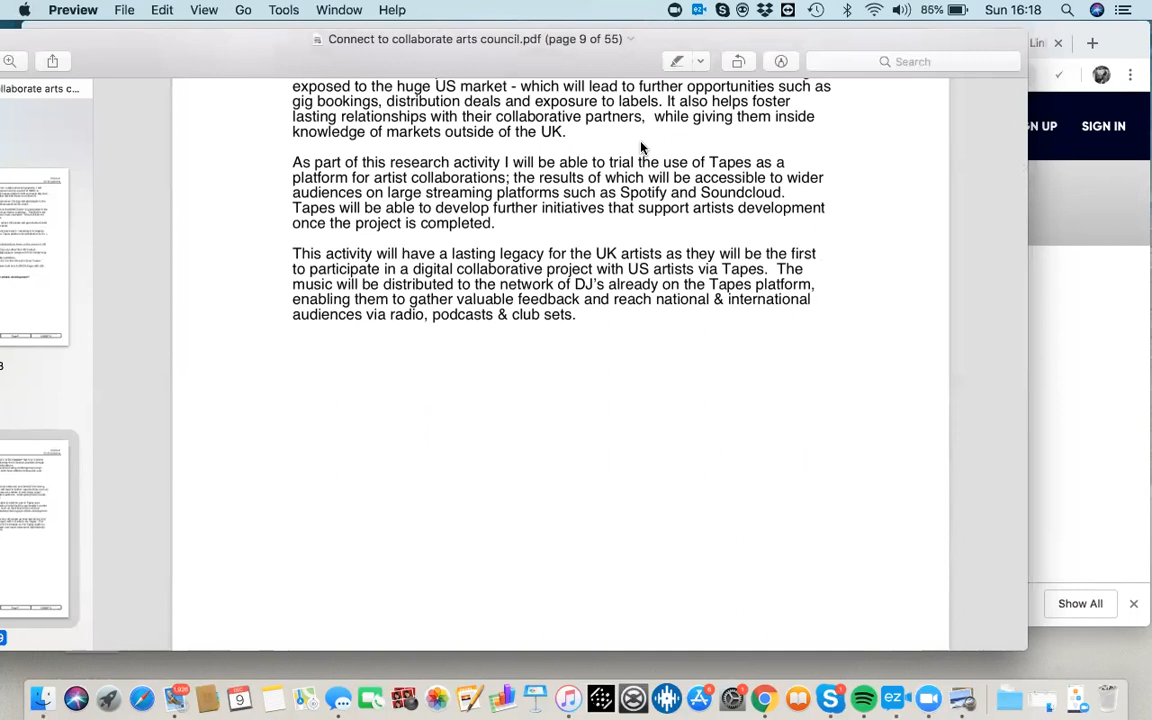 Preview File Edit View Go Tools Window Help 85% Sun 16:18
Connect to collaborate arts council.pdf (page 9 of 55)
Search
exposed to the huge US market - which will lead to further opportunities such as
gig bookings, distribution deals and exposure to labels. It also helps foster
lasting relationships with their collaborative partners, while giving them inside
knowledge of markets outside of the UK.
As part of this research activity I will be able to trial the use of Tapes as a
platform for artist collaborations; the results of which will be accessible to wider
audiences on large streaming platforms such as Spotify and Soundcloud.
Tapes will be able to develop further initiatives that support artists development
once the project is completed.
This activity will have a lasting legacy for the UK artists as they will be the first
to participate in a digital collaborative project with US artists via Tapes. The
music will be distributed to the network of DJ's already on the Tapes platform,
enabling them to gather valuable feedback and reach national & international
audiences via radio, podcasts & club sets.
llaborate arts c...
8
9
Lin
N UP SIGN IN
Show All
9